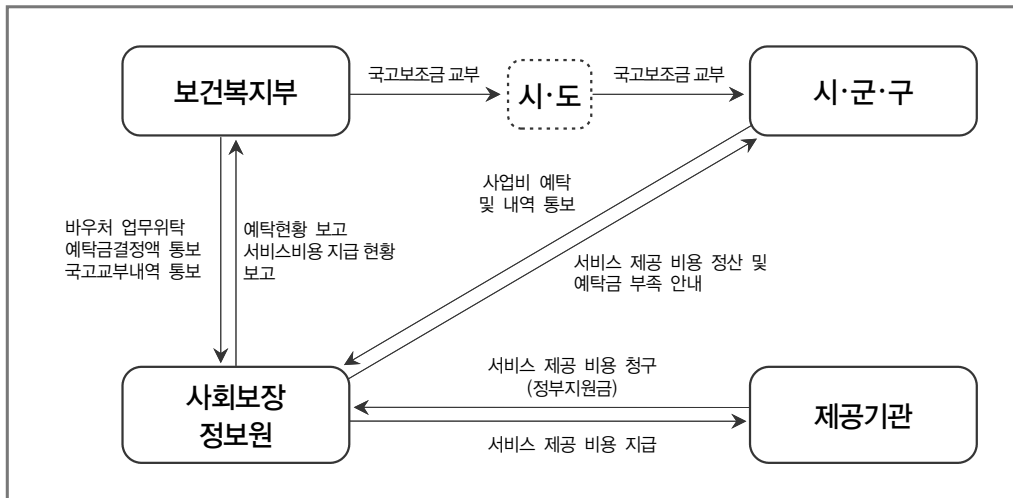 보건복지부
국고보조금 교부
시·도
국고보조금 교부
시·군·구
사업비 예탁
및 내역 통보
바우처 업무위탁
예탁금결정액 통보
국고교부내역 통보
예탁현황 보고
서비스비용 지급 현황
보고
서비스 제공 비용 정산 및
예탁금 부족 안내
사회보장
정보원
서비스 제공 비용 청구
(정부지원금)
서비스 제공 비용 지급
제공기관